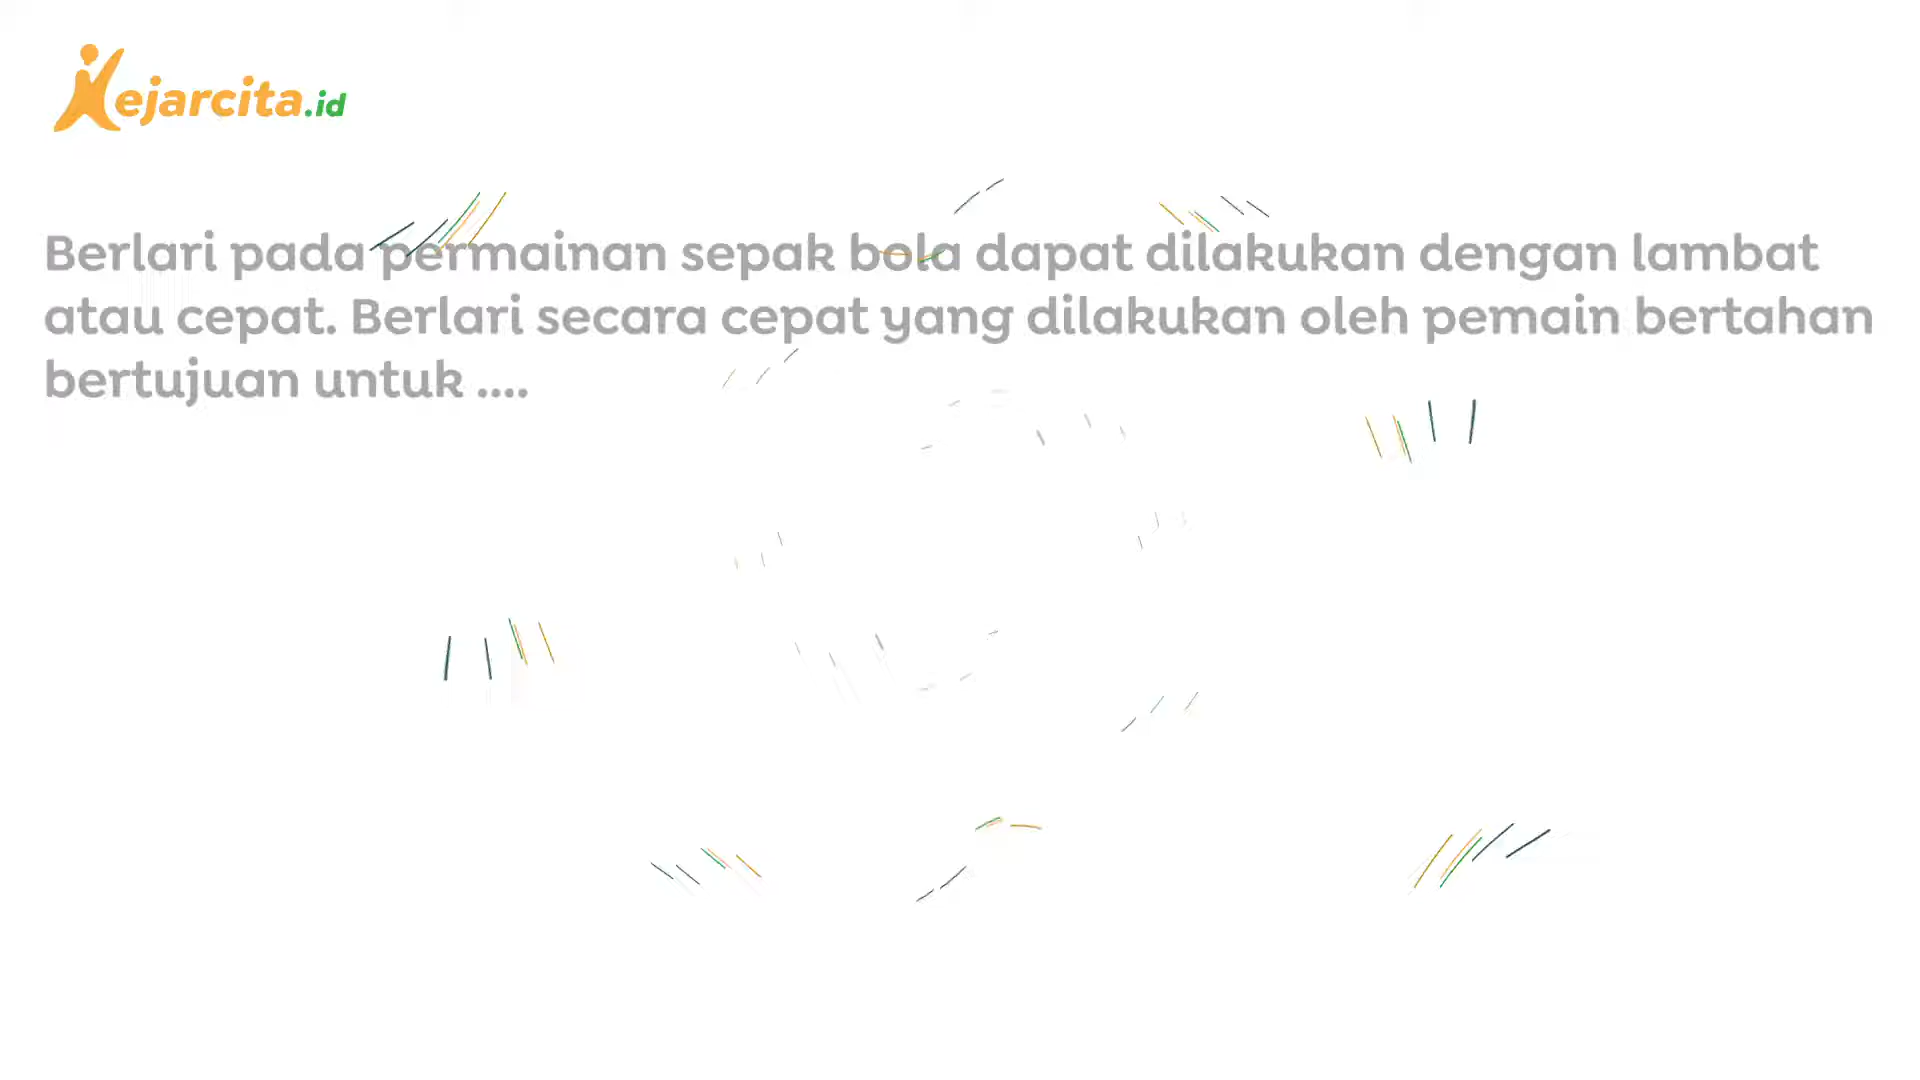 Kejarcita.id
Berlari pada permainan sepak bola dapat dilakukan dengan lambat
atau cepat. Berlari secara cepat yang dilakukan oleh pemain bertahan
bertujuan untuk ....